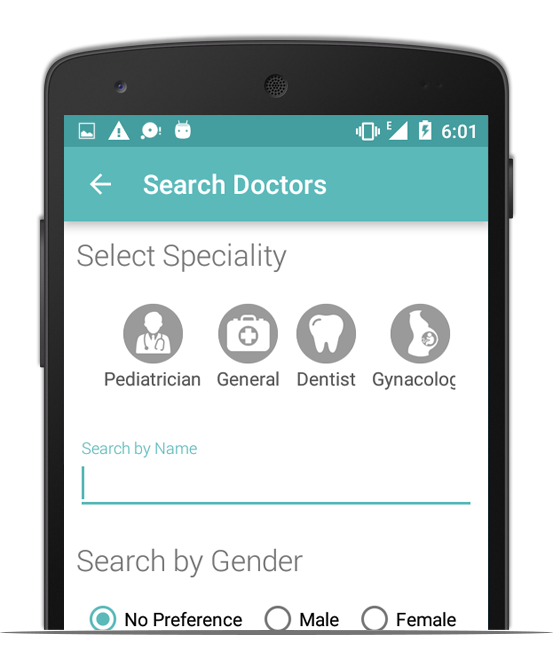 E 6:01
Search Doctors
Select Speciality
Pediatrician General Dentist Gynacolog
Search by Name
Search by Gender
No Preference Male Female